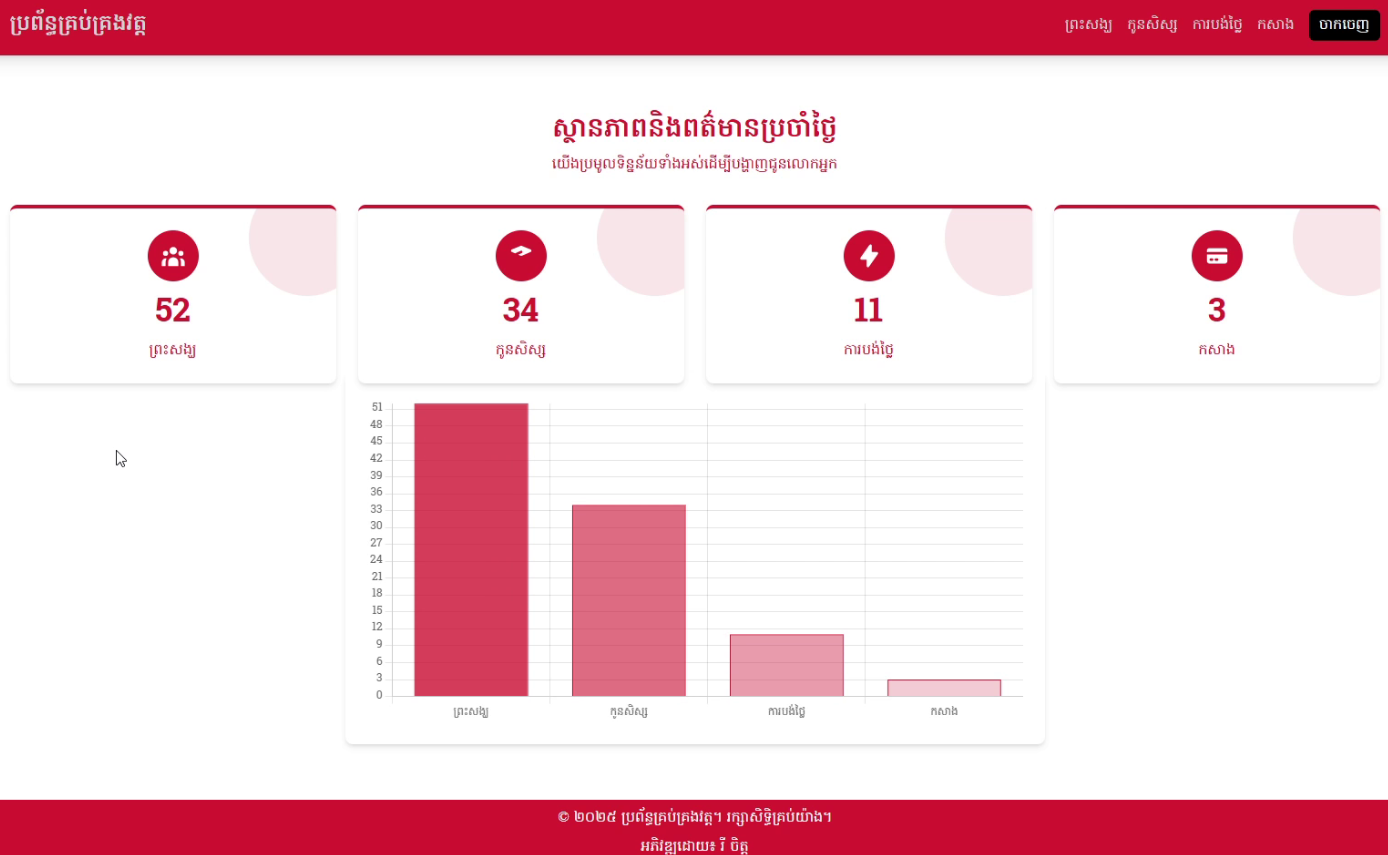 ប្រព័ន្ធគ្រប់គ្រងវត្ត
ព្រះសង្ឃ កូនសិស្ស ការបង់ថ្លៃ កសាង ចាកចេញ
ស្ថានភាពនិងពត៌មានប្រចាំថ្ងៃ
យើងប្រមូលទិន្នន័យទាំងអស់ដើម្បីបង្ហាញជូនលោកអ្នក
52
ព្រះសង្ឃ
34
កូនសិស្ស
11
ការបង់ថ្លៃ
3
កសាង
51
48
45
42
39
36
33
30
27
24
21
18
15
12
9
6
3
0
ព្រះសង្ឃ កូនសិស្ស ការបង់ថ្លៃ កសាង
© ២០២៥ ប្រព័ន្ធគ្រប់គ្រងវត្ត។ រក្សាសិទ្ធិគ្រប់យ៉ាង។
អភិវឌ្ឍដោយ៖ រី ចិត្ត